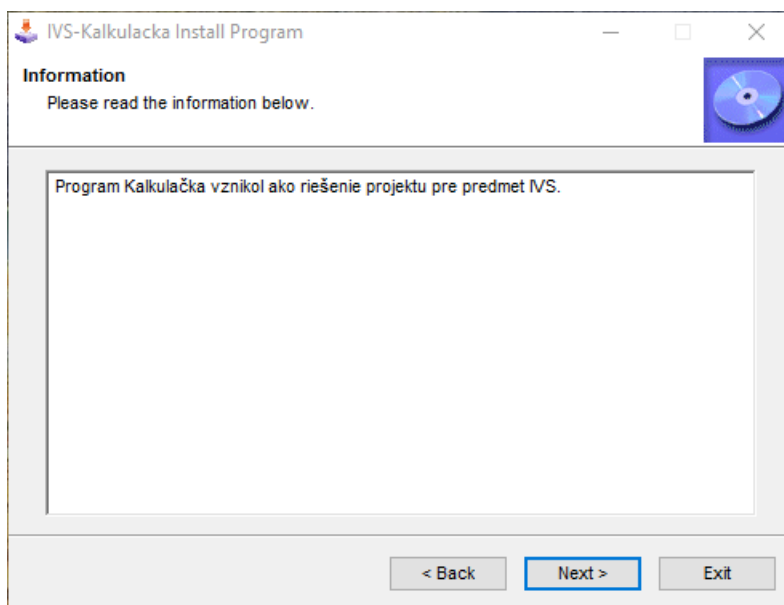 IVS-Kalkulacka Install Program
Information
Please read the information below.
Program Kalkulačka vznikol ako riešenie projektu pre predmet IVS.
< Back
Next >
Exit